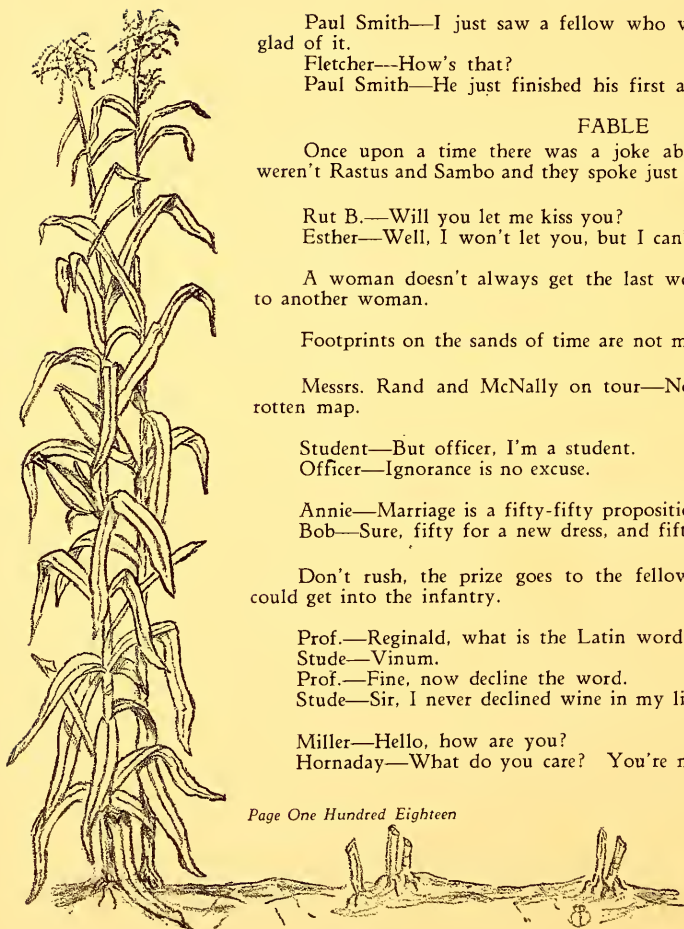 Paul Smith—I just saw a fellow who
glad of it.
Fletcher—How's that?
Paul Smith—He just finished his first
FABLE
Once upon a time there was a joke
weren't Rastus and Sambo and they spoke just
Rut B.—Will you let me kiss you?
Esther—Well, I won't let you, but I can
A woman doesn't always get the last
to another woman.
Footprints on the sands of time are not
Messrs. Rand and McNally on tour—
rotten map.
Student—But officer, I'm a student.
Officer—Ignorance is no excuse.
Annie—Marriage is a fifty-fifty
Bob—Sure, fifty for a new dress, and
Don't rush, the prize goes to the
could get into the infantry.
Prof.—Reginald, what is the Latin word
Stude—Vinum.
Prof.—Fine, now decline the word.
Stude—Sir, I never declined wine in my
Miller—Hello, how are you?
Hornaday—What do you care? You're
Page One Hundred Eighteen